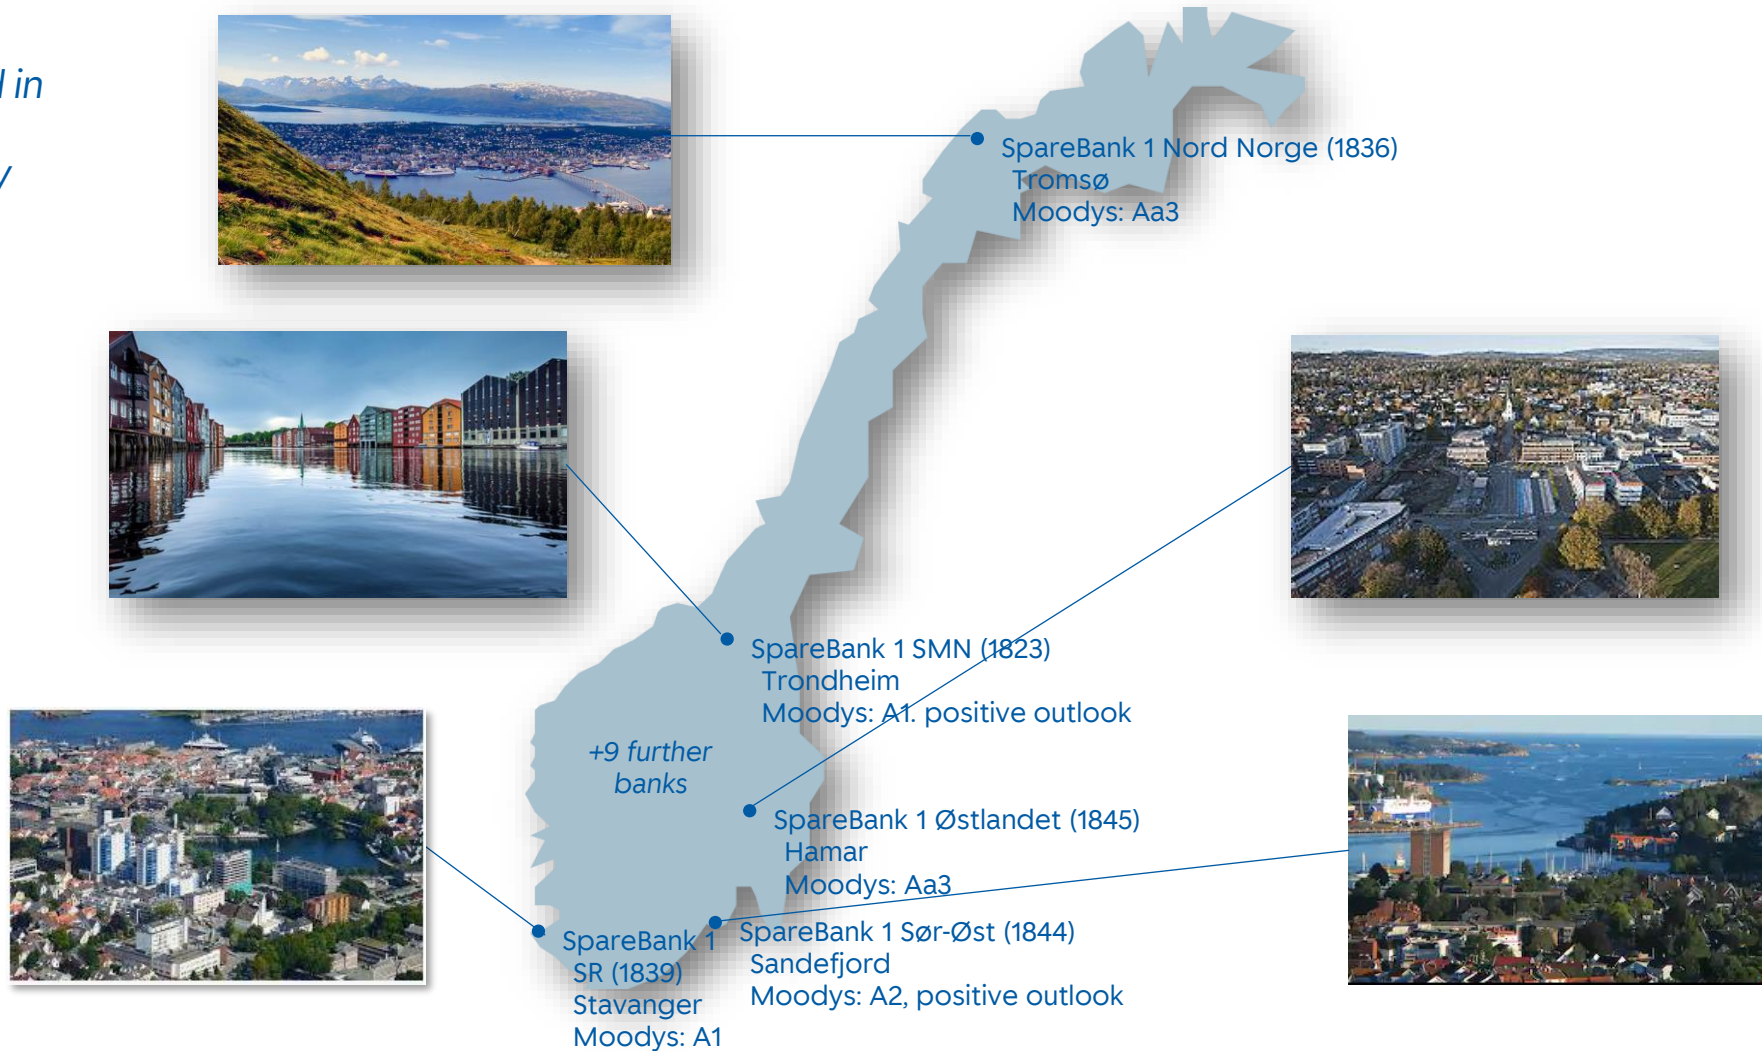 d in
y
SpareBank 1 Nord Norge (1836)
Tromsø
Moodys: Aa3
SpareBank 1 SMN (1823)
Trondheim
Moodys: A1. positive outlook
+9 further
banks
SpareBank 1 Østlandet (1845)
Hamar
Moodys: Aa3
SpareBank 1 Sør-Øst (1844)
Sandefjord
Moodys: A2, positive outlook
SpareBank 1
SR (1839)
Stavanger
Moodys: A1